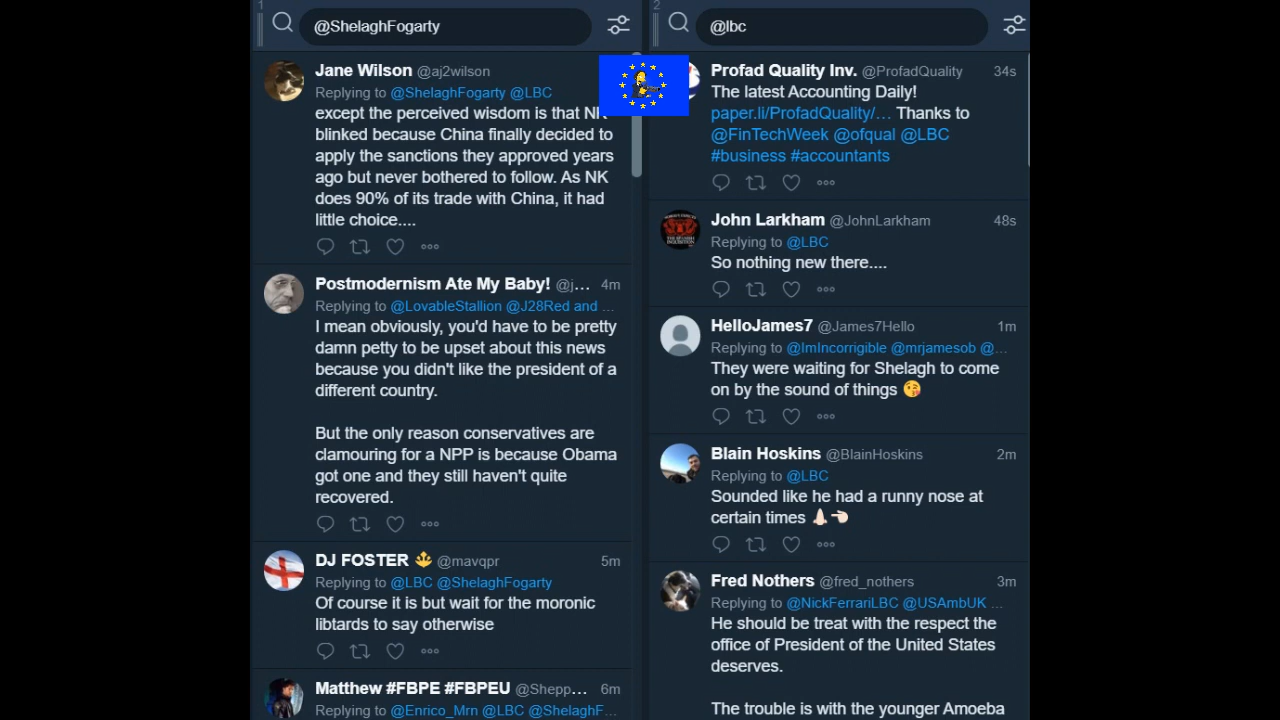 1
@ShelaghFogarty
Jane Wilson @aj2wilson
Replying to @ShelaghFogarty @LBC
except the perceived wisdom is that NK
blinked because China finally decided to
apply the sanctions they approved years
ago but never bothered to follow. As NK
does 90% of its trade with China, it had
little choice....
Postmodernism Ate My Baby! @j... 4m
Replying to @LovableStallion @J28Red and ...
I mean obviously, you'd have to be pretty
damn petty to be upset about this news
because you didn't like the president of a
different country.
But the only reason conservatives are
clamouring for a NPP is because Obama
got one and they still haven't quite
recovered.
DJ FOSTER @mavqpr 5m
Replying to @LBC @ShelaghFogarty
Of course it is but wait for the moronic
libtards to say otherwise
Matthew #FBPE #FBPEU @Shepp... 6m
Replying to @Enrico_Mrn @LBC @ShelaghF...
2
@lbc
Profad Quality Inv. @ProfadQuality 34s
The latest Accounting Daily!
paper.li/ProfadQuality/... Thanks to
@FinTechWeek @ofqual @LBC
#business #accountants
John Larkham @JohnLarkham 48s
Replying to @LBC
So nothing new there....
HelloJames7 @James7Hello 1m
Replying to @ImIncorrigible @mrjamesob @...
They were waiting for Shelagh to come
on by the sound of things 😘
Blain Hoskins @BlainHoskins 2m
Replying to @LBC
Sounded like he had a runny nose at
certain times 👃🏻👈🏻
Fred Nothers @fred_nothers 3m
Replying to @NickFerrariLBC @USAmbUK ...
He should be treat with the respect the
office of President of the United States
deserves.
The trouble is with the younger Amoeba